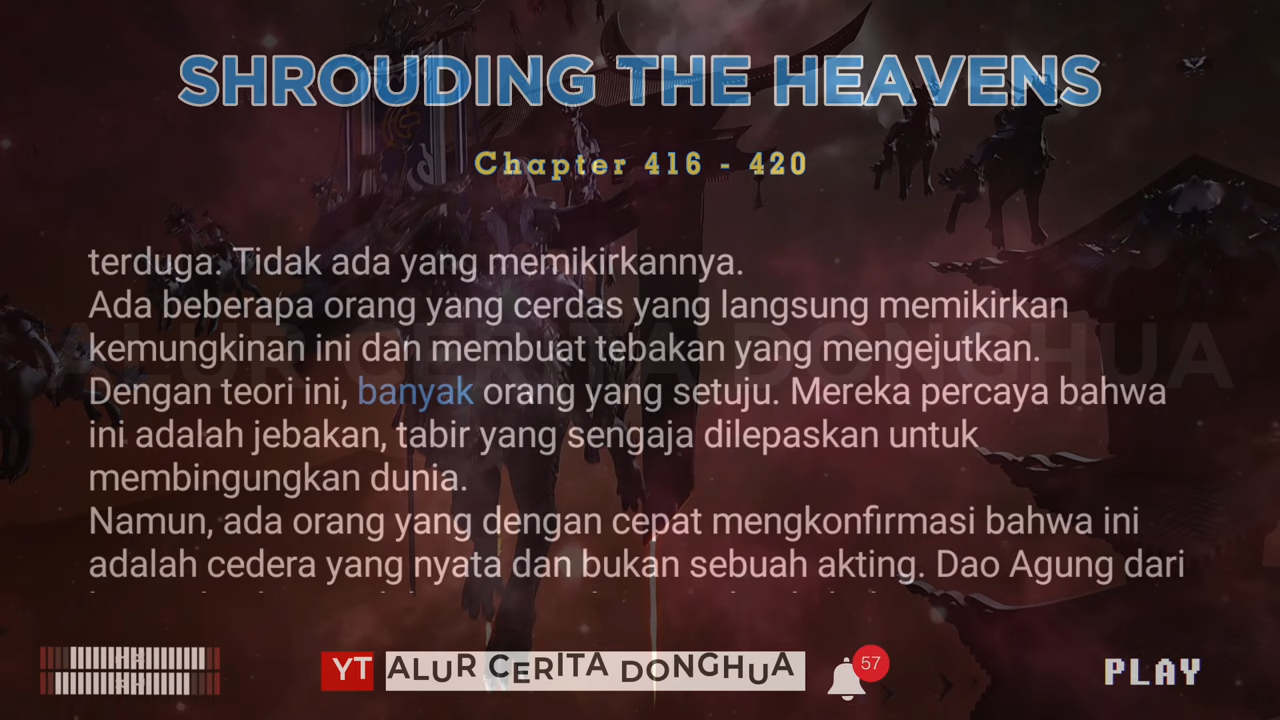 SHROUDING THE HEAVENS
Chapter 416 - 420
terduga. Tidak ada yang memikirkannya.
Ada beberapa orang yang cerdas yang langsung memikirkan
kemungkinan ini dan membuat tebakan yang mengejutkan.
ALUR CERITA DONGHUA
Dengan teori ini, banyak orang yang setuju. Mereka percaya bahwa
ini adalah jebakan, tabir yang sengaja dilepaskan untuk
membingungkan dunia.
Namun, ada orang yang dengan cepat mengkonfirmasi bahwa ini
adalah cedera yang nyata dan bukan sebuah akting. Dao Agung dari
YT ALUR CERITA DONGHUA
57
PLAY